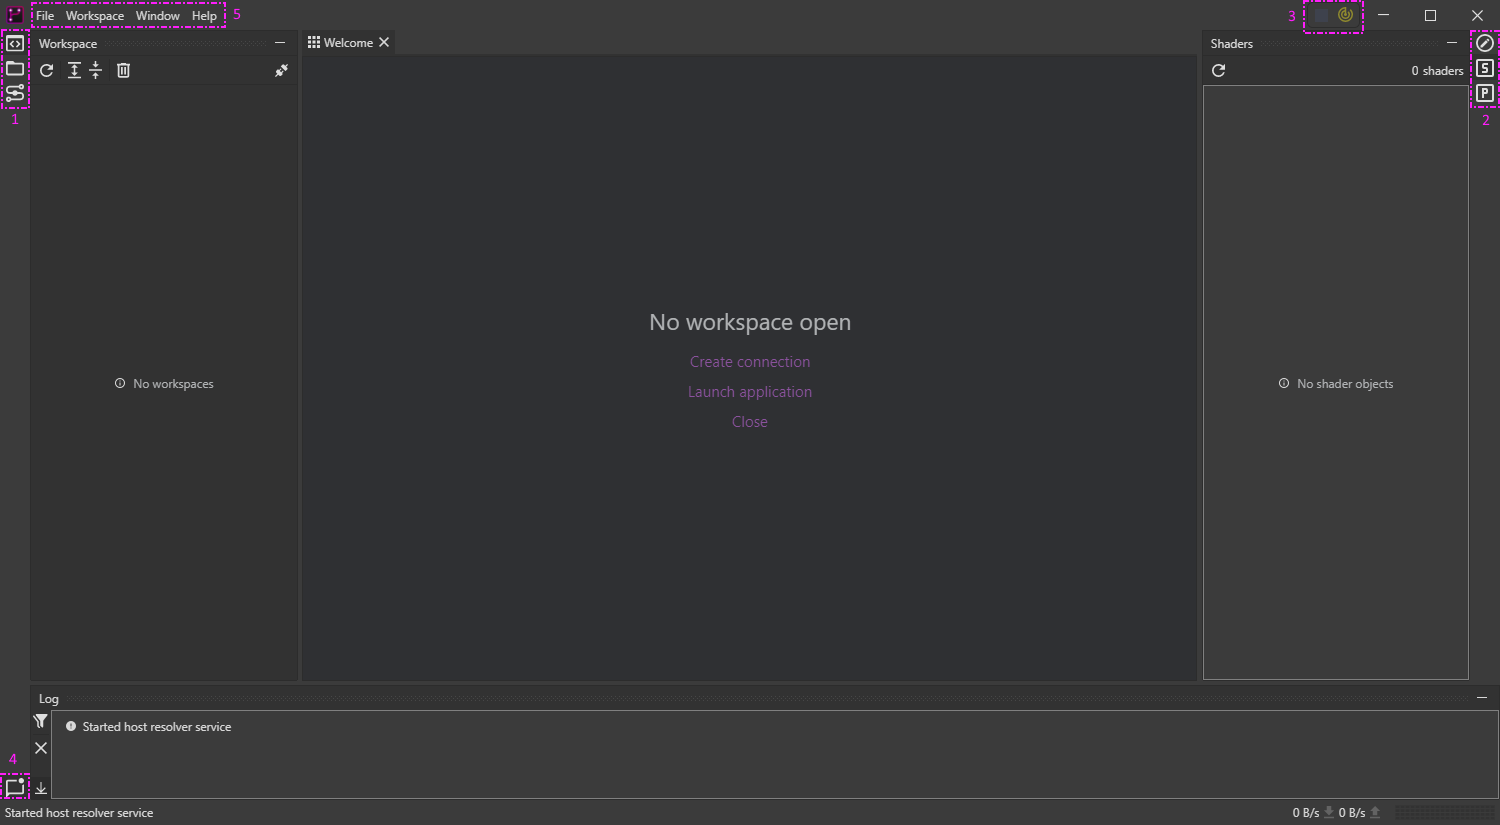 File Workspace Window Help 5
3
Workspace
Welcome
Shaders
0 shaders
S
P
1
2
No workspace open
Create connection
Launch application
Close
No workspaces
No shader objects
Log
Started host resolver service
4
Started host resolver service
0 B/s 0 B/s